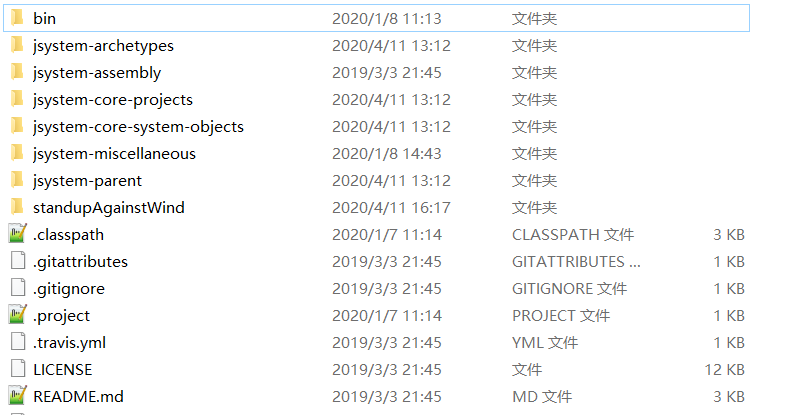 bin 2020/1/8 11:13 文件夹
jsystem-archetypes 2020/4/11 13:12 文件夹
jsystem-assembly 2019/3/3 21:45 文件夹
jsystem-core-projects 2020/4/11 13:12 文件夹
jsystem-core-system-objects 2020/4/11 13:12 文件夹
jsystem-miscellaneous 2020/1/8 14:43 文件夹
jsystem-parent 2020/4/11 13:12 文件夹
standupAgainstWind 2020/4/11 16:17 文件夹
.classpath 2020/1/7 11:14 CLASSPATH 文件 3 KB
.gitattributes 2019/3/3 21:45 GITATTRIBUTES ... 1 KB
.gitignore 2019/3/3 21:45 GITIGNORE 文件 1 KB
.project 2020/1/7 11:14 PROJECT 文件 1 KB
.travis.yml 2019/3/3 21:45 YML 文件 1 KB
LICENSE 2019/3/3 21:45 文件 12 KB
README.md 2019/3/3 21:45 MD 文件 3 KB